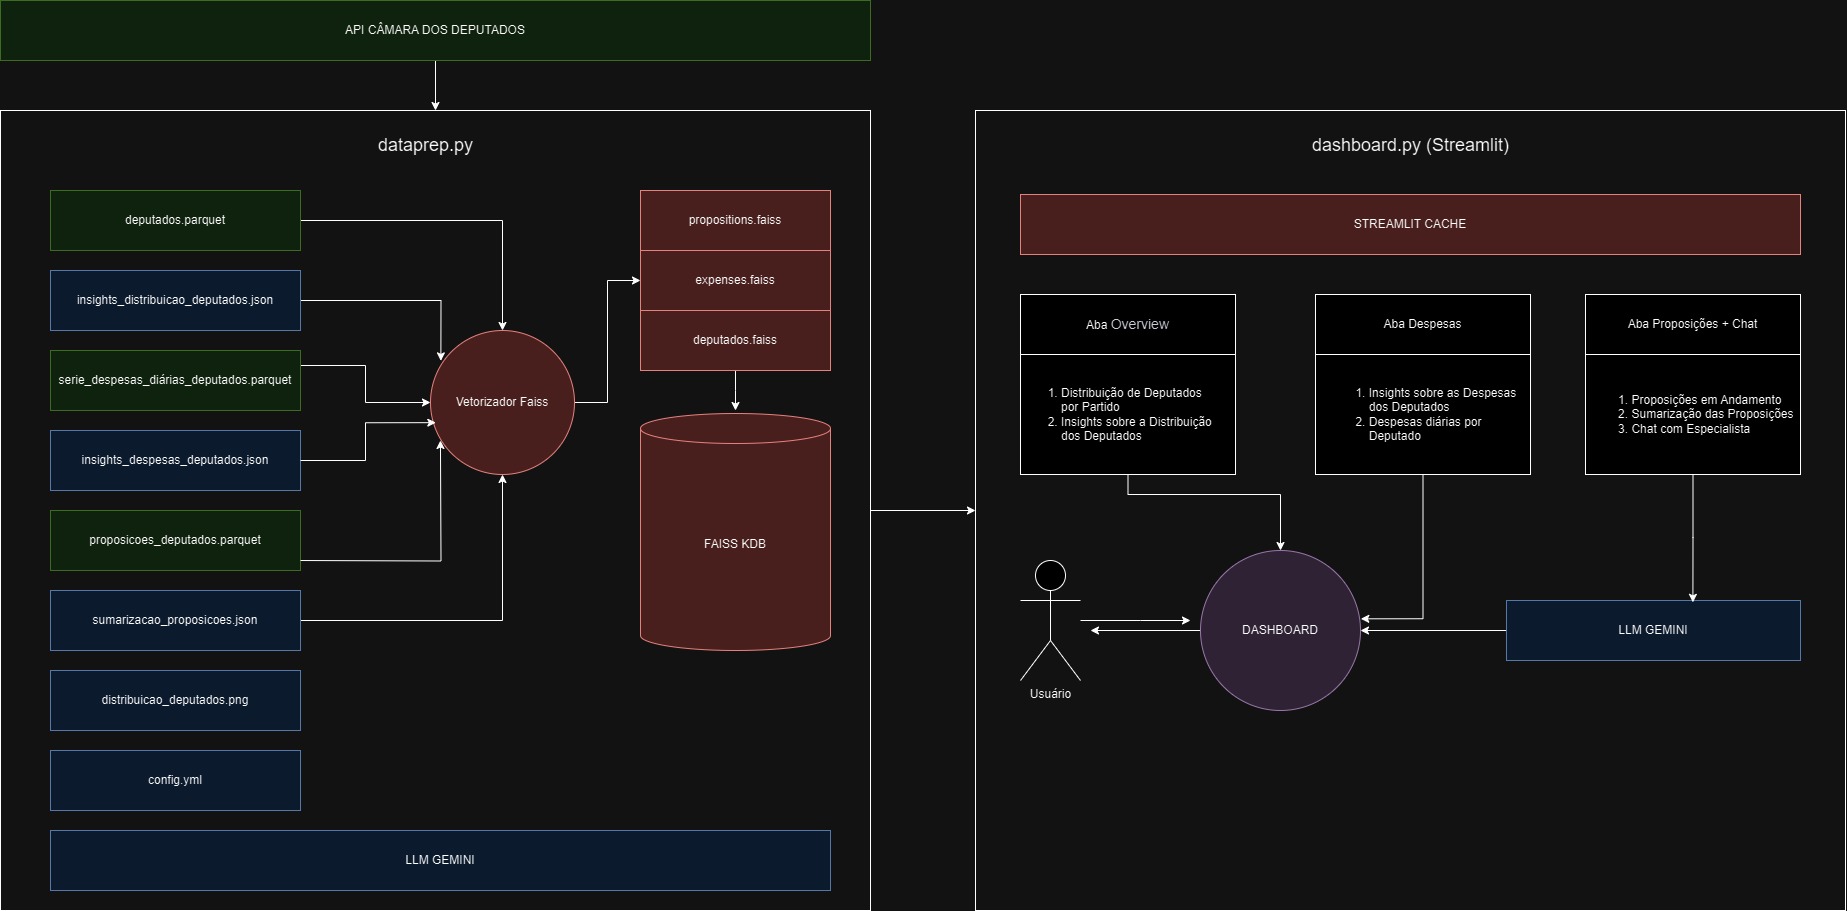 API CÂMARA DOS DEPUTADOS
dataprep.py
deputados.parquet
insights_distribuicao_deputados.json
serie_despesas_diárias_deputados.parquet
insights_despesas_deputados.json
proposicoes_deputados.parquet
sumarizacao_proposicoes.json
distribuicao_deputados.png
config.yml
LLM GEMINI
Vetorizador Faiss
propositions.faiss
expenses.faiss
deputados.faiss
FAISS KDB
dashboard.py (Streamlit)
STREAMLIT CACHE
Aba Overview
1. Distribuição de Deputados
por Partido
2. Insights sobre a Distribuição
dos Deputados
Aba Despesas
1. Insights sobre as Despesas
dos Deputados
2. Despesas diárias por
Deputado
Aba Proposições + Chat
1. Proposições em Andamento
2. Sumarização das Proposições
3. Chat com Especialista
Usuário
DASHBOARD
LLM GEMINI